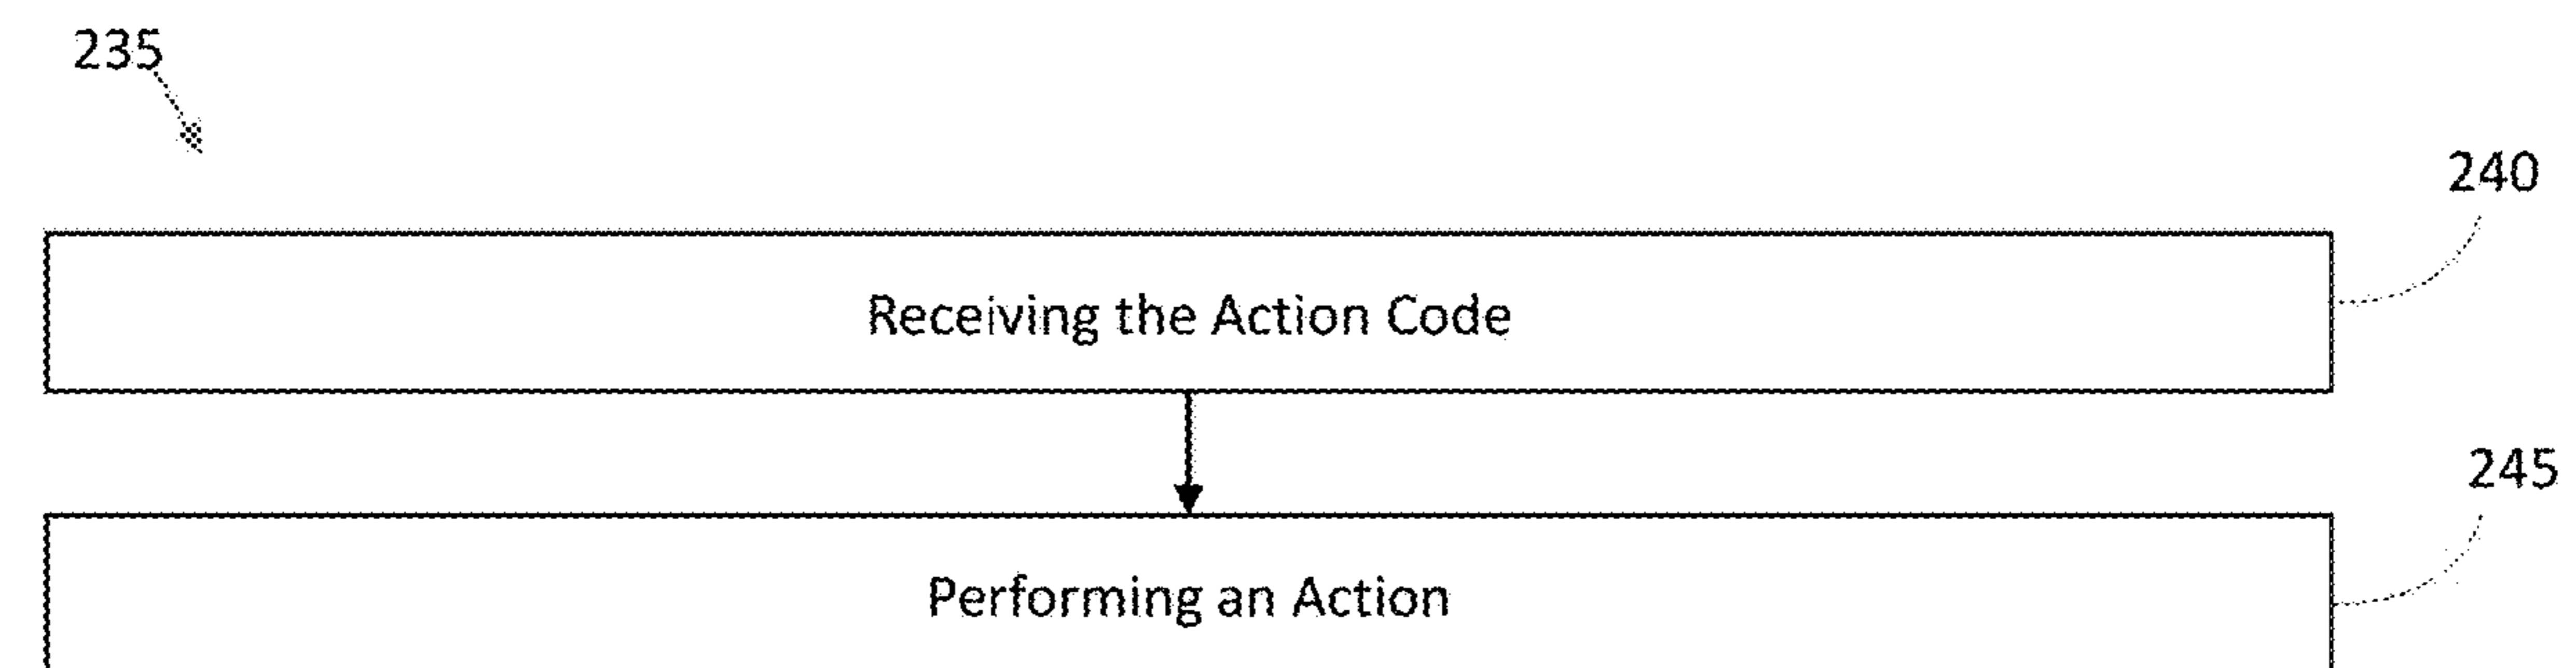 235
240
Receiving the Action Code
245
Performing an Action